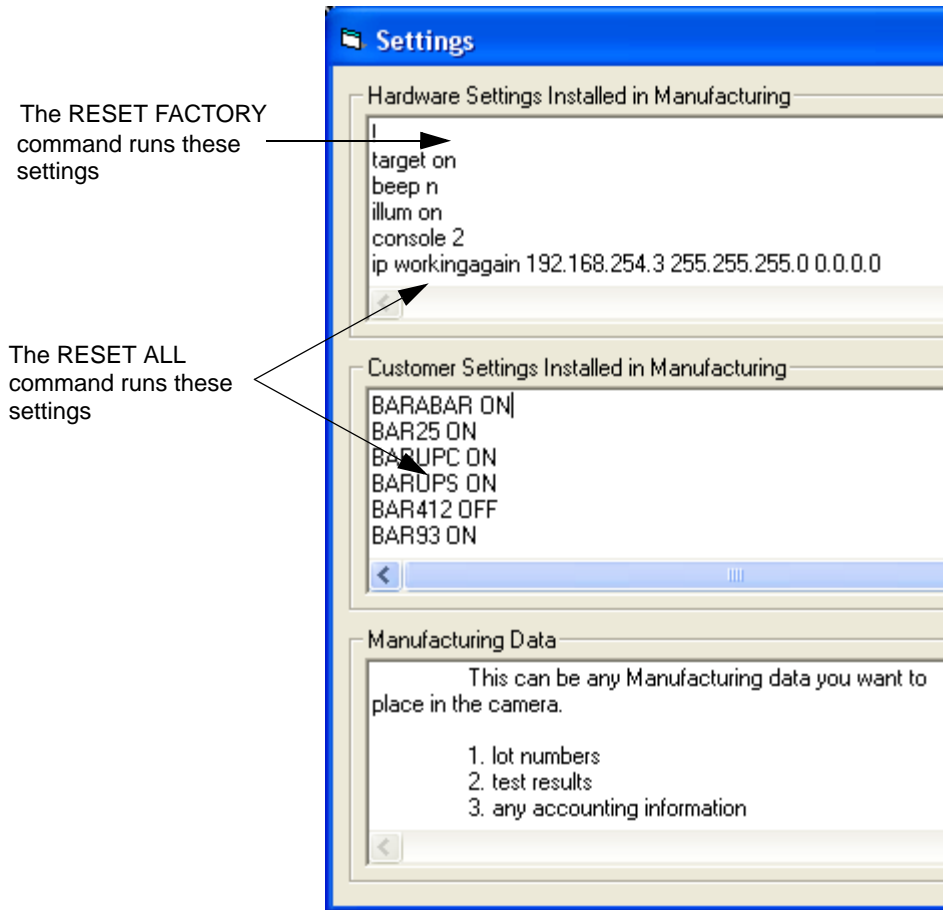 Settings
The RESET FACTORY
command runs these
settings
Hardware Settings Installed in Manufacturing
target on
beep n
illum on
console 2
ip workingagain 192.168.254.3 255.255.255.0 0.0.0.0
The RESET ALL
command runs these
settings
Customer Settings Installed in Manufacturing
BARABAR ON
BAR25 ON
BARUPC ON
BARUPS ON
BAR412 OFF
BAR93 ON
Manufacturing Data
This can be any Manufacturing data you want to
place in the camera.
1. lot numbers
2. test results
3. any accounting information